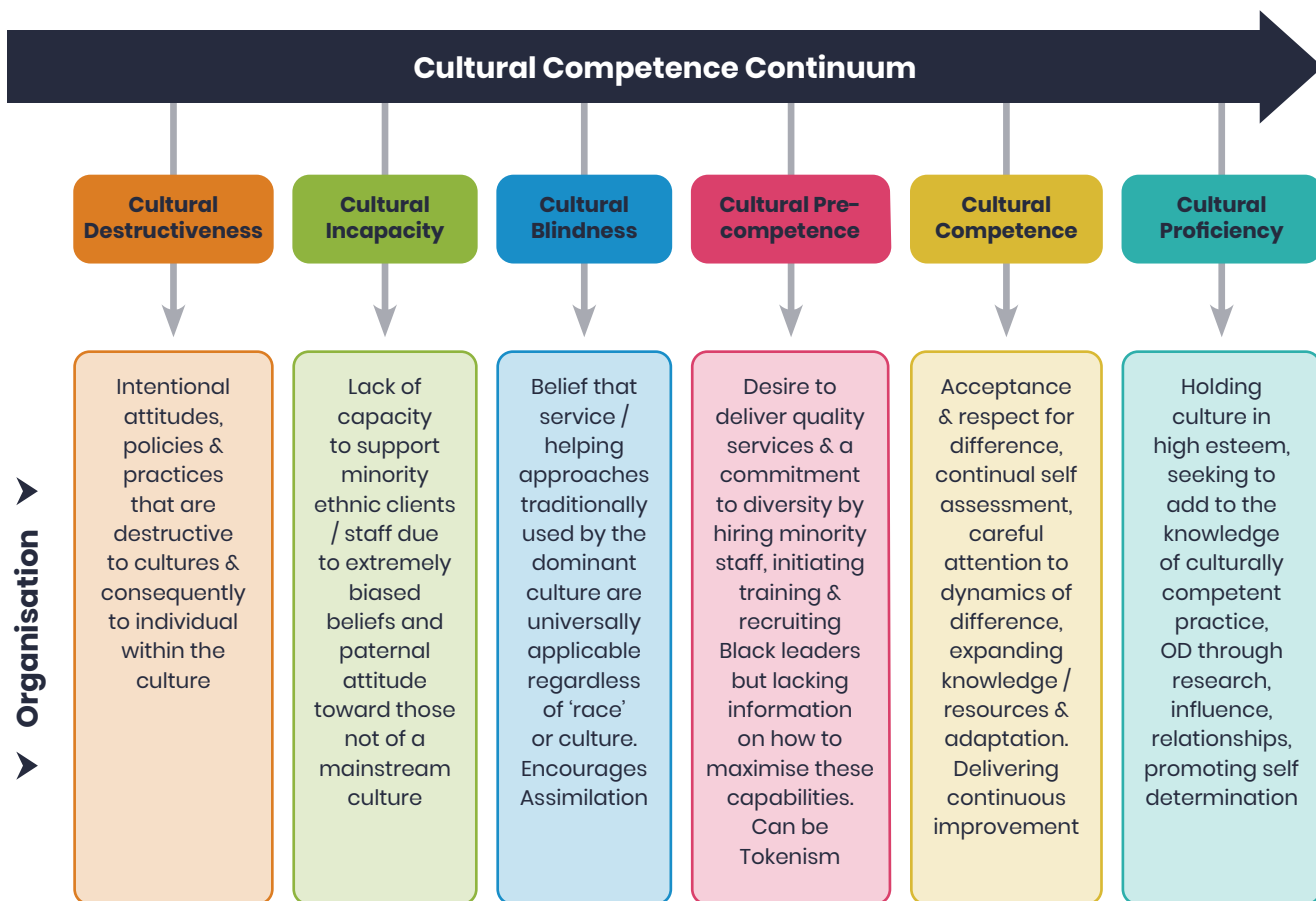 Cultural Competence Continuum
Cultural
Destructiveness
Cultural
Incapacity
Cultural
Blindness
Cultural Pre-
competence
Cultural
Competence
Cultural
Proficiency
Organisation
Intentional
attitudes,
policies &
practices
that are
destructive
to cultures &
consequently
to individual
within the
culture
Lack of
capacity
to support
minority
ethnic clients
/ staff due
to extremely
biased
beliefs and
paternal
attitude
toward those
not of a
mainstream
culture
Belief that
service /
helping
approaches
traditionally
used by the
dominant
culture are
universally
applicable
regardless
of ‘race’
or culture.
Encourages
Assimilation
Desire to
deliver quality
services & a
commitment
to diversity by
hiring minority
staff, initiating
training &
recruiting
Black leaders
but lacking
information
on how to
maximise these
capabilities.
Can be
Tokenism
Acceptance
& respect for
difference,
continual self
assessment,
careful
attention to
dynamics of
difference,
expanding
knowledge /
resources &
adaptation.
Delivering
continuous
improvement
Holding
culture in
high esteem,
seeking to
add to the
knowledge
of culturally
competent
practice,
OD through
research,
influence,
relationships,
promoting self
determination